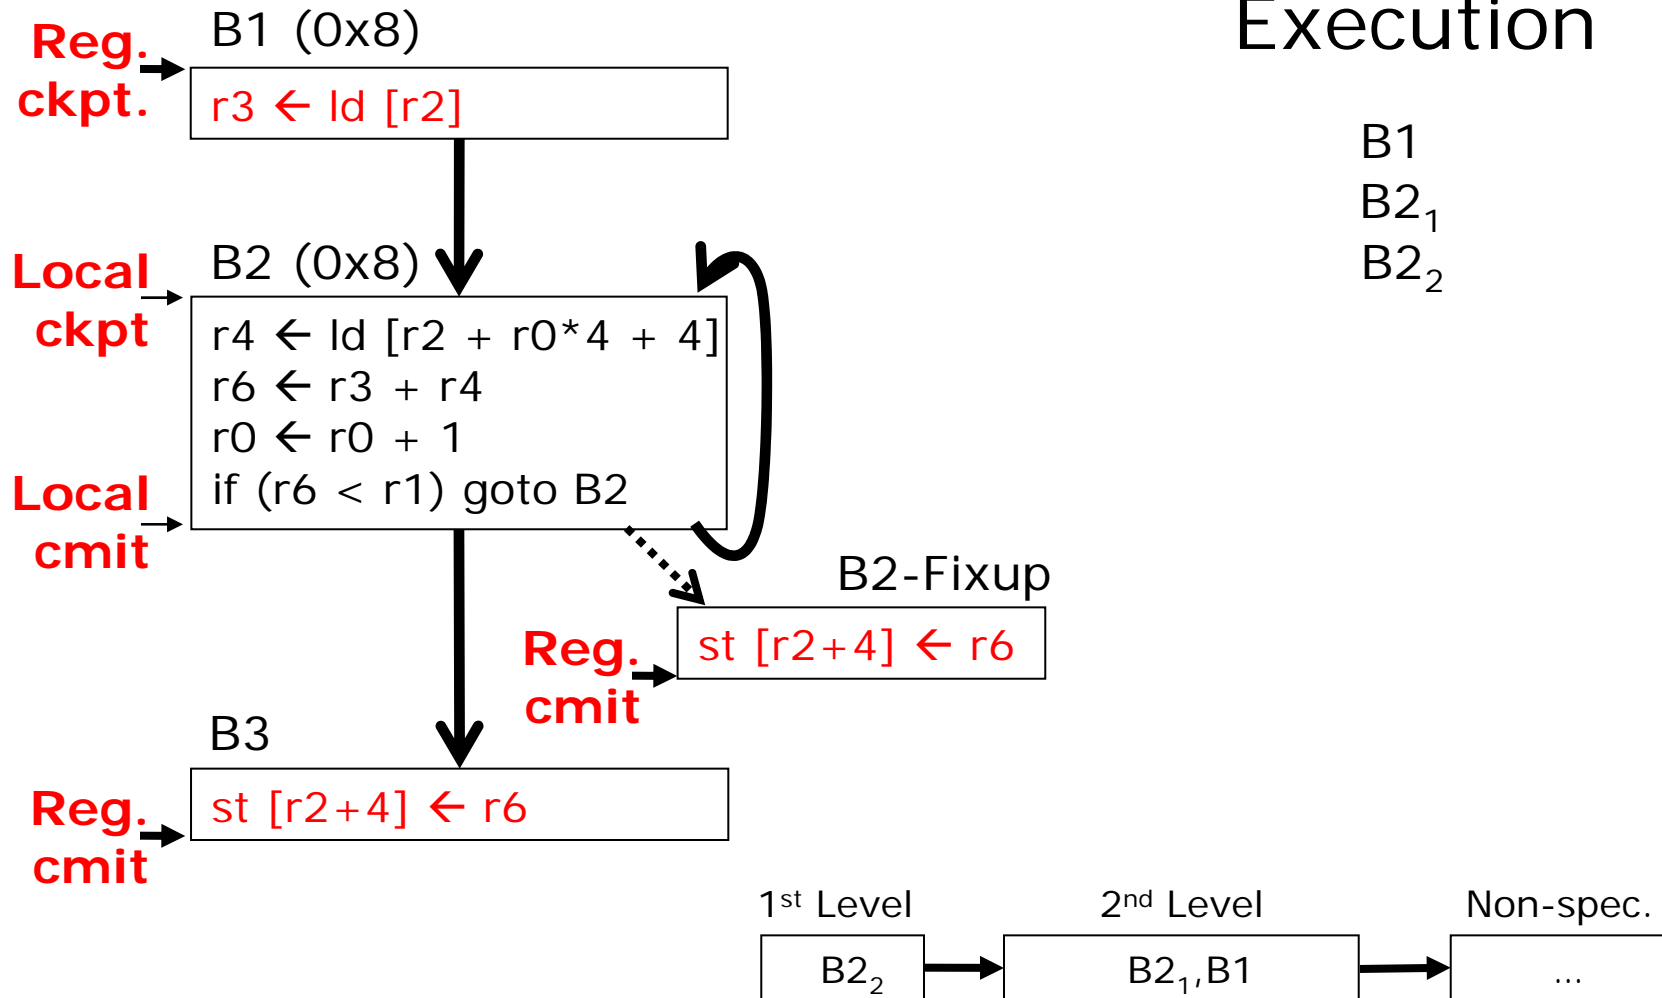 Execution
B1 (0x8)
Reg.
ckpt.
r3 ← ld [r2]
B1
B2₁
B2₂
B2 (0x8)
Local
ckpt
r4 ← ld [r2 + r0*4 + 4]
r6 ← r3 + r4
r0 ← r0 + 1
if (r6 < r1) goto B2
Local
cmit
B2-Fixup
st [r2+4] ← r6
Reg.
cmit
B3
st [r2+4] ← r6
Reg.
cmit
1st Level 2nd Level Non-spec.
B2₂ B2₁,B1 ...